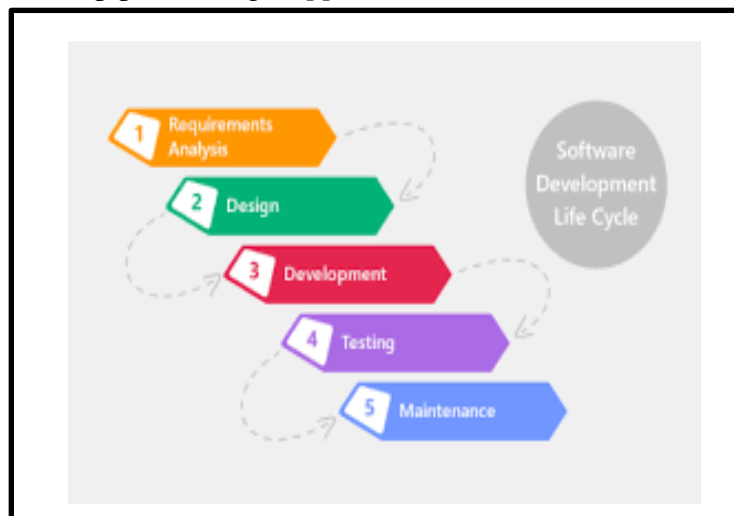 1
Requirements
Analysis
2
Design
3
Development
4
Testing
5
Maintenance
Software
Development
Life Cycle